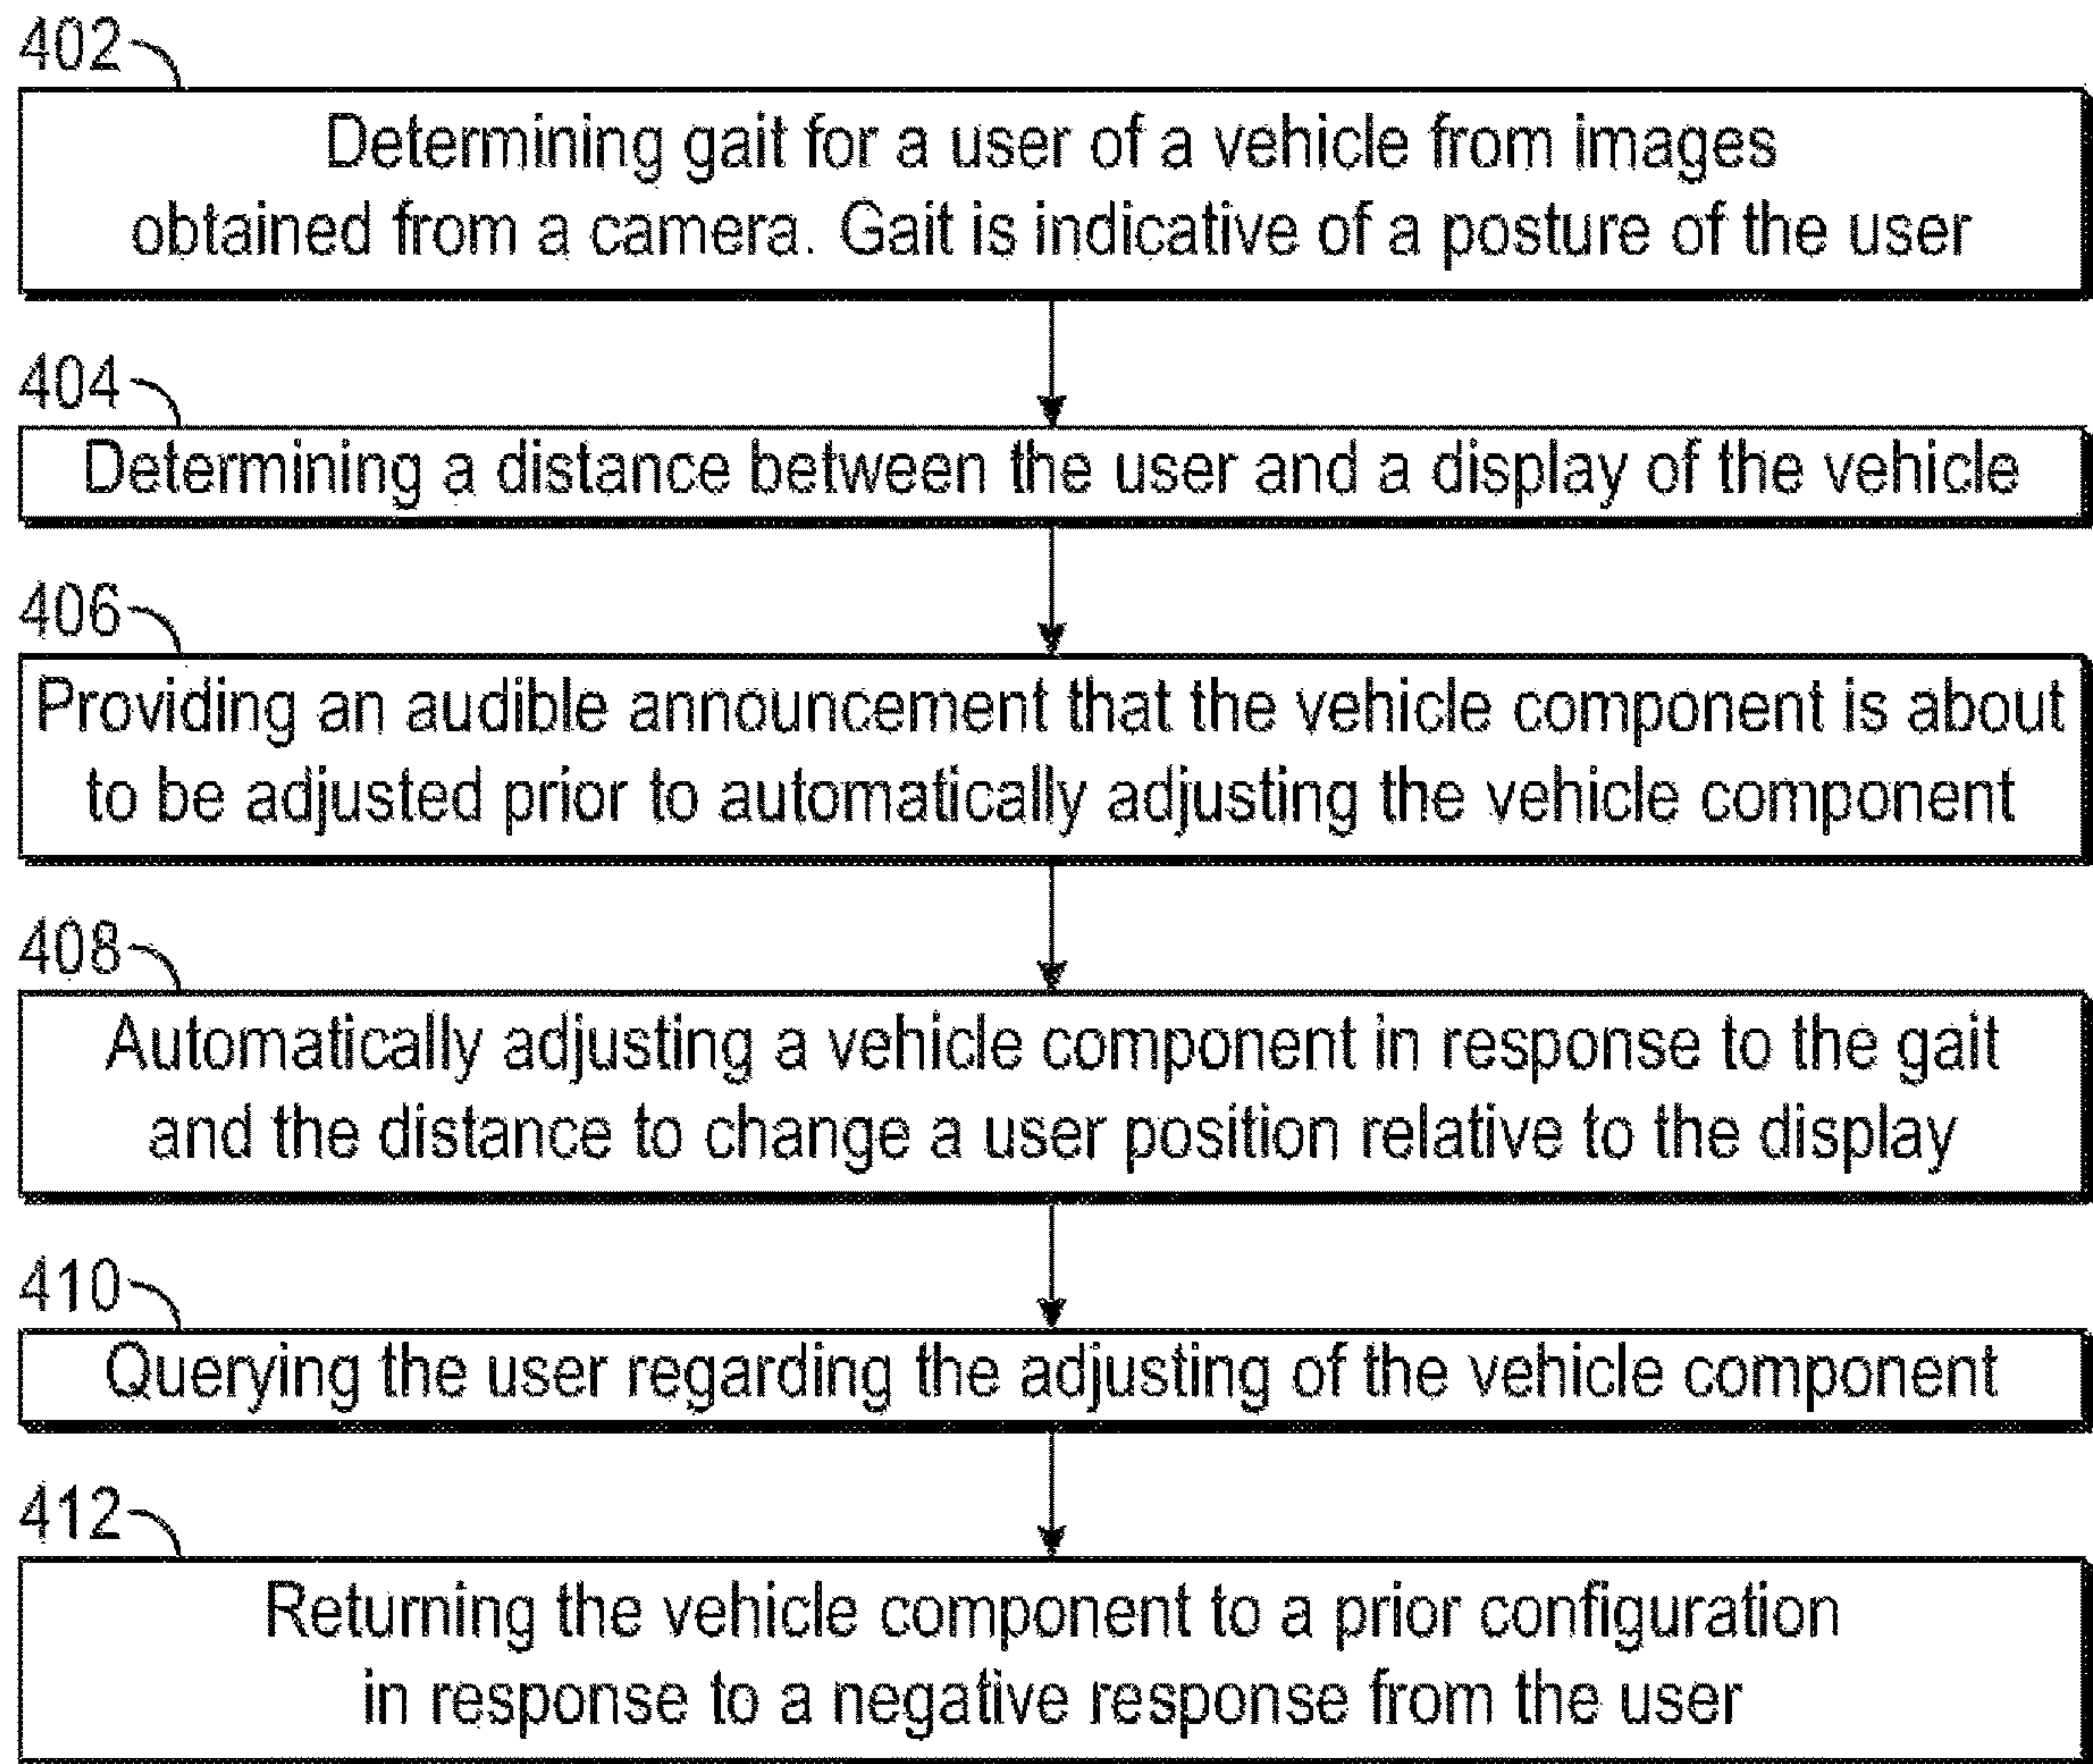 402
Determining gait for a user of a vehicle from images
obtained from a camera. Gait is indicative of a posture of the user
404
Determining a distance between the user and a display of the vehicle
406
Providing an audible announcement that the vehicle component is about
to be adjusted prior to automatically adjusting the vehicle component
408
Automatically adjusting a vehicle component in response to the gait
and the distance to change a user position relative to the display
410
Querying the user regarding the adjusting of the vehicle component
412
Returning the vehicle component to a prior configuration
in response to a negative response from the user